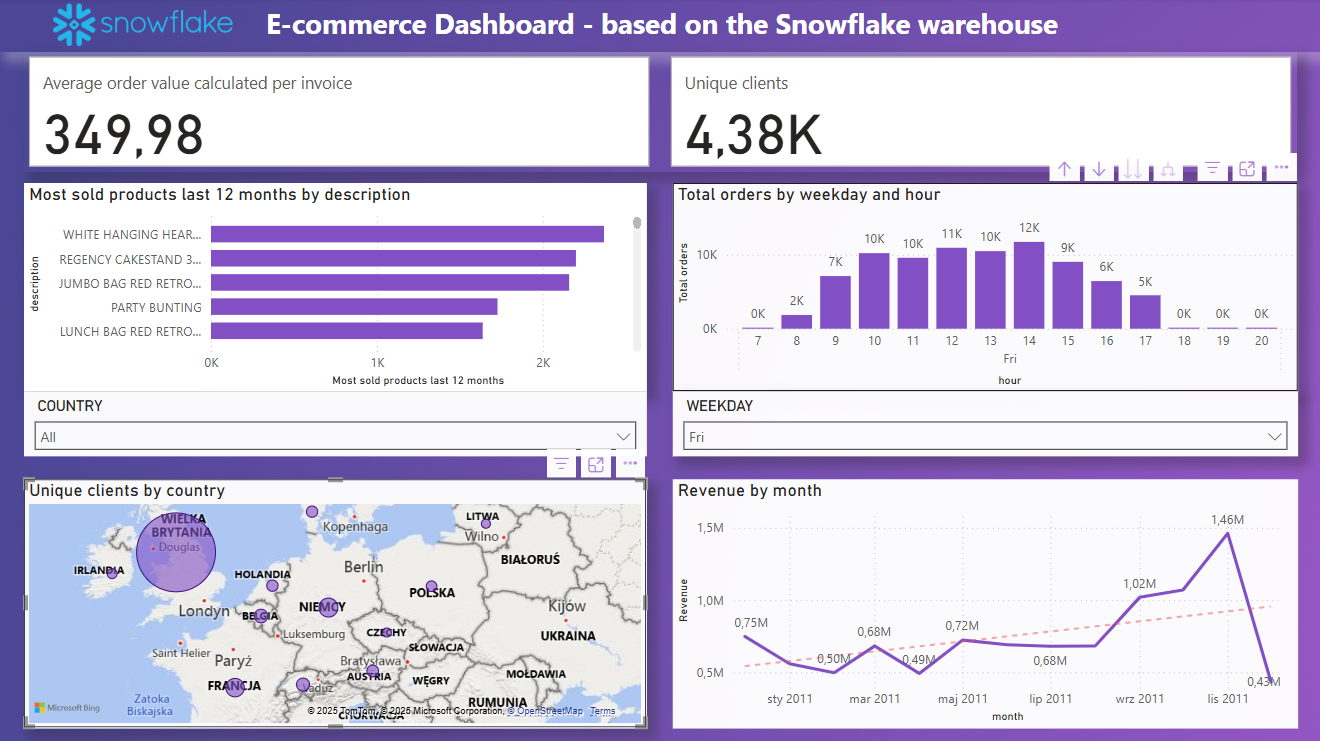 snowflake
E-commerce Dashboard - based on the Snowflake warehouse
Average order value calculated per invoice
349,98
Unique clients
4,38K
Most sold products last 12 months by description
description
WHITE HANGING HEAR...
REGENCY CAKESTAND 3...
JUMBO BAG RED RETRO...
PARTY BUNTING
LUNCH BAG RED RETRO...
0K 1K 2K
Most sold products last 12 months
COUNTRY
All
Total orders by weekday and hour
Total orders
10K
0K
0K 2K 7K 10K 10K 11K 10K 12K 9K 6K 5K 0K 0K 0K
7 8 9 10 11 12 13 14 15 16 17 18 19 20
Fri
hour
WEEKDAY
Fri
Unique clients by country
WIELKA
BRYTANIA
Douglas
IRLANDIA
Londyn
Saint Helier
Paryż
FRANCJA
Zatoka
Biskajska
HOLANDIA
BELGIA
Luksemburg
NIEMCY
Berlin
Kopenhaga
LITWA
Wilno
BIAŁORUŚ
POLSKA
Kijów
UKRAINA
CZECHY
SŁOWACJA
Bratysława
AUSTRIA
Vaduz
WĘGRY
MOŁDAWIA
RUMUNIA
CHORWACJA
Microsoft Bing
© 2025 TomTom, © 2025 Microsoft Corporation, © OpenStreetMap Terms
Revenue by month
Revenue
1,5M
1,0M
0,5M
0,75M 0,50M 0,68M 0,49M 0,72M 0,68M 1,02M 1,46M 0,43M
sty 2011 mar 2011 maj 2011 lip 2011 wrz 2011 lis 2011
month